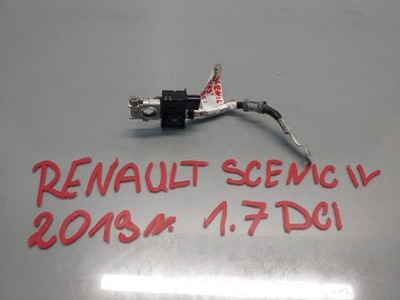 RENAULT SCENIC IV
2019r. 1.7 DCI